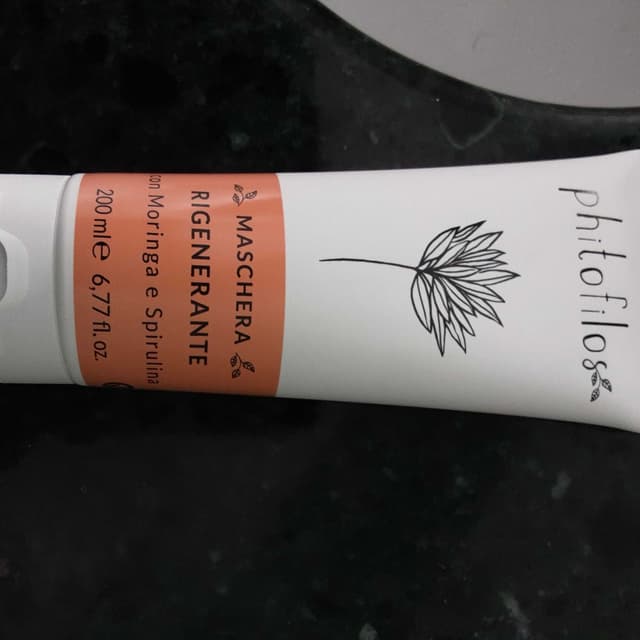 phitofilos
MASCHERA
RIGENERANTE
con Moringa e Spirulina
200 ml e 6,77 fl.oz.